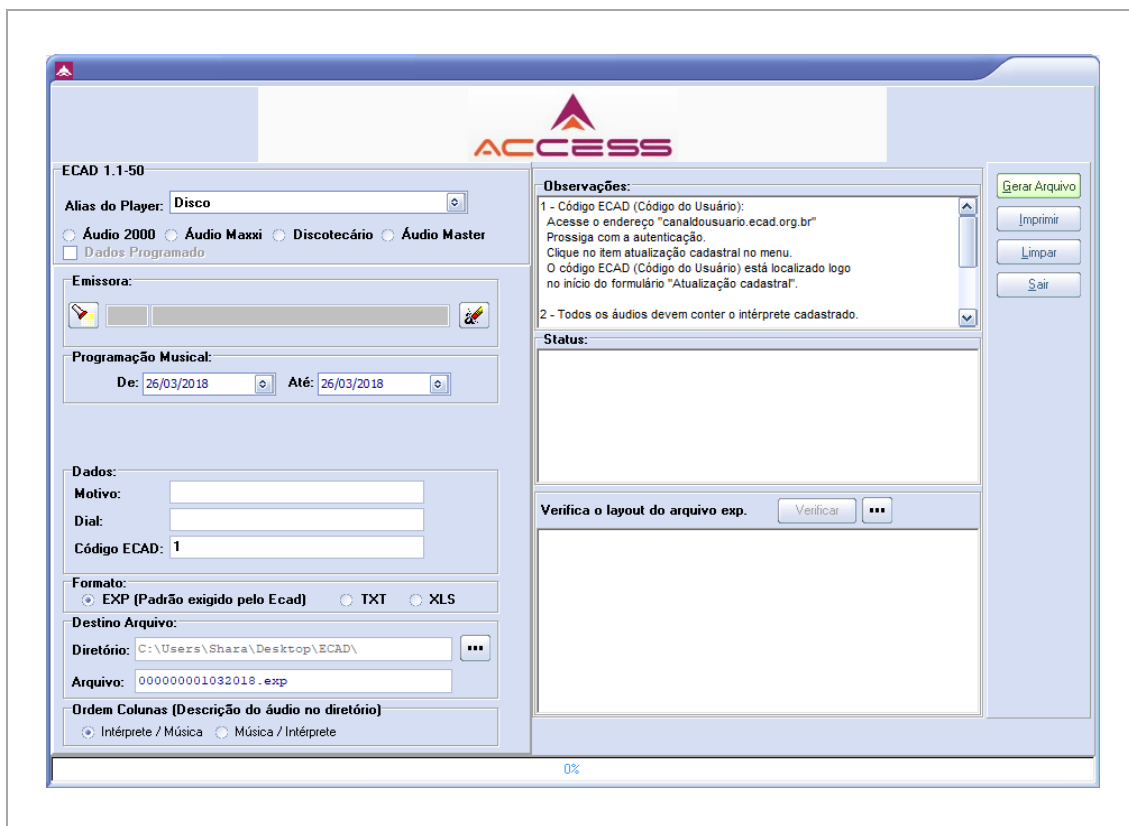 ACCESS
ECAD 1.1-50
Alias do Player: Disco
Áudio 2000 Áudio Maxxi Discotecário Áudio Master
Dados Programado
Emissora:
Programação Musical:
De: 26/03/2018 Até: 26/03/2018
Dados:
Motivo:
Dial:
Código ECAD: 1
Formato:
EXP (Padrão exigido pelo Ecad) TXT XLS
Destino Arquivo:
Diretório: C:\Users\Shara\Desktop\ECAD\
Arquivo: 000000001032018.exp
Ordem Colunas (Descrição do áudio no diretório)
Intérprete / Música Música / Intérprete
Observações:
1 - Código ECAD (Código do Usuário):
Acesse o endereço "canaldousuario.ecad.org.br"
Prossiga com a autenticação.
Clique no item atualização cadastral no menu.
O código ECAD (Código do Usuário) está localizado logo
no início do formulário "Atualização cadastral".
2 - Todos os áudios devem conter o intérprete cadastrado.
Status:
Verifica o layout do arquivo exp. Verificar
Gerar Arquivo
Imprimir
Limpar
Sair
0%